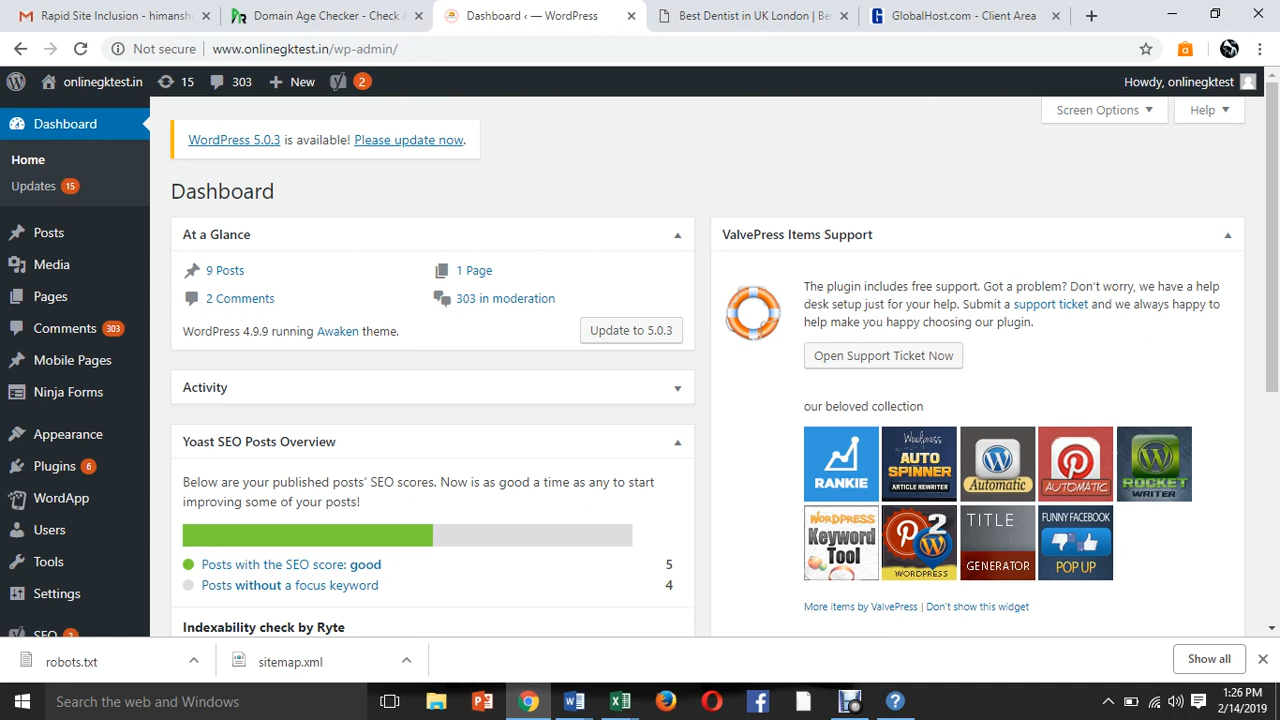 Rapid Site Inclusion - himansh
Domain Age Checker - Check A
Dashboard ‹ — WordPress
Best Dentist in UK London | Be
GlobalHost.com - Client Area
Not secure
www.onlinegktest.in/wp-admin/
onlinegktest.in
15
303
New
2
Howdy, onlinegktest
Dashboard
Home
Updates 15
Posts
Media
Pages
Comments 303
Mobile Pages
Ninja Forms
Appearance
Plugins 6
WordApp
Users
Tools
Settings
SEO 2
Screen Options
Help
WordPress 5.0.3 is available! Please update now.
Dashboard
At a Glance
9 Posts
1 Page
2 Comments
303 in moderation
WordPress 4.9.9 running Awaken theme.
Update to 5.0.3
Activity
Yoast SEO Posts Overview
Below are your published posts' SEO scores. Now is as good a time as any to start
improving some of your posts!
Posts with the SEO score: good
5
Posts without a focus keyword
4
Indexability check by Ryte
ValvePress Items Support
The plugin includes free support. Got a problem? Don't worry, we have a help
desk setup just for your help. Submit a support ticket and we always happy to
help make you happy choosing our plugin.
Open Support Ticket Now
our beloved collection
RANKIE
Wordpress
AUTO
SPINNER
ARTICLE REWRITER
Automatic
AUTOMATIC
ROCKET
WRITER
WORDPRESS
Keyword
Tool
2
WORDPRESS
TITLE
GENERATOR
FUNNY FACEBOOK
POP UP
More items by ValvePress | Don't show this widget
robots.txt
sitemap.xml
Show all
Search the web and Windows
1:26 PM
2/14/2019